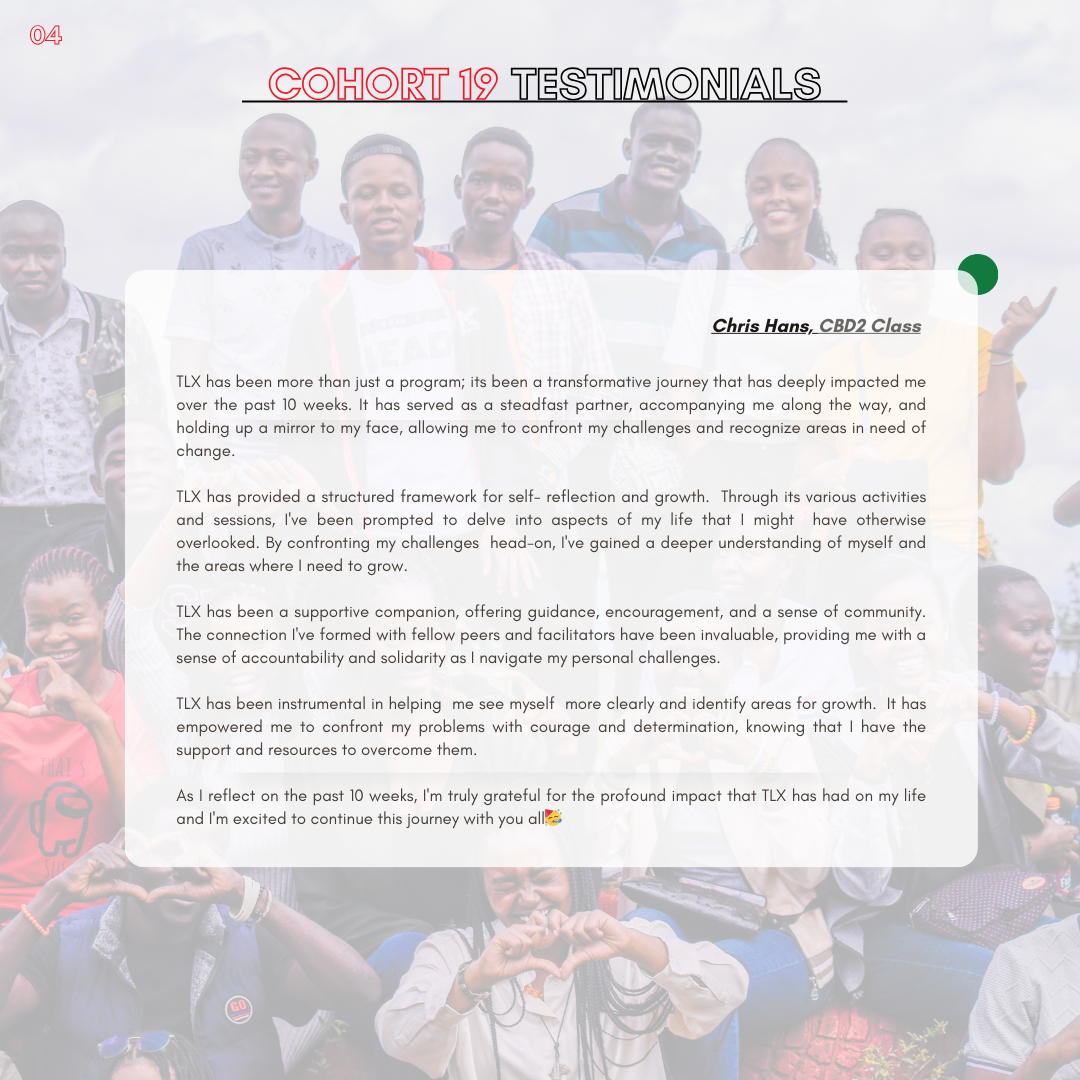 04
COHORT 19 TESTIMONIALS
Chris Hans, CBD2 Class
TLX has been more than just a program; its been a transformative journey that has deeply impacted me
over the past 10 weeks. It has served as a steadfast partner, accompanying me along the way, and
holding up a mirror to my face, allowing me to confront my challenges and recognize areas in need of
change.
TLX has provided a structured framework for self- reflection and growth.  Through its various activities
and sessions, I've been prompted to delve into aspects of my life that I might  have otherwise
overlooked. By confronting my challenges  head-on, I've gained a deeper understanding of myself and
the areas where I need to grow.
TLX has been a supportive companion, offering guidance, encouragement, and a sense of community.
The connection I've formed with fellow peers and facilitators have been invaluable, providing me with a
sense of accountability and solidarity as I navigate my personal challenges.
TLX has been instrumental in helping  me see myself  more clearly and identify areas for growth.  It has
empowered me to confront my problems with courage and determination, knowing that I have the
support and resources to overcome them.
As I reflect on the past 10 weeks, I'm truly grateful for the profound impact that TLX has had on my life
and I'm excited to continue this journey with you all🥳
THAT'S
GO